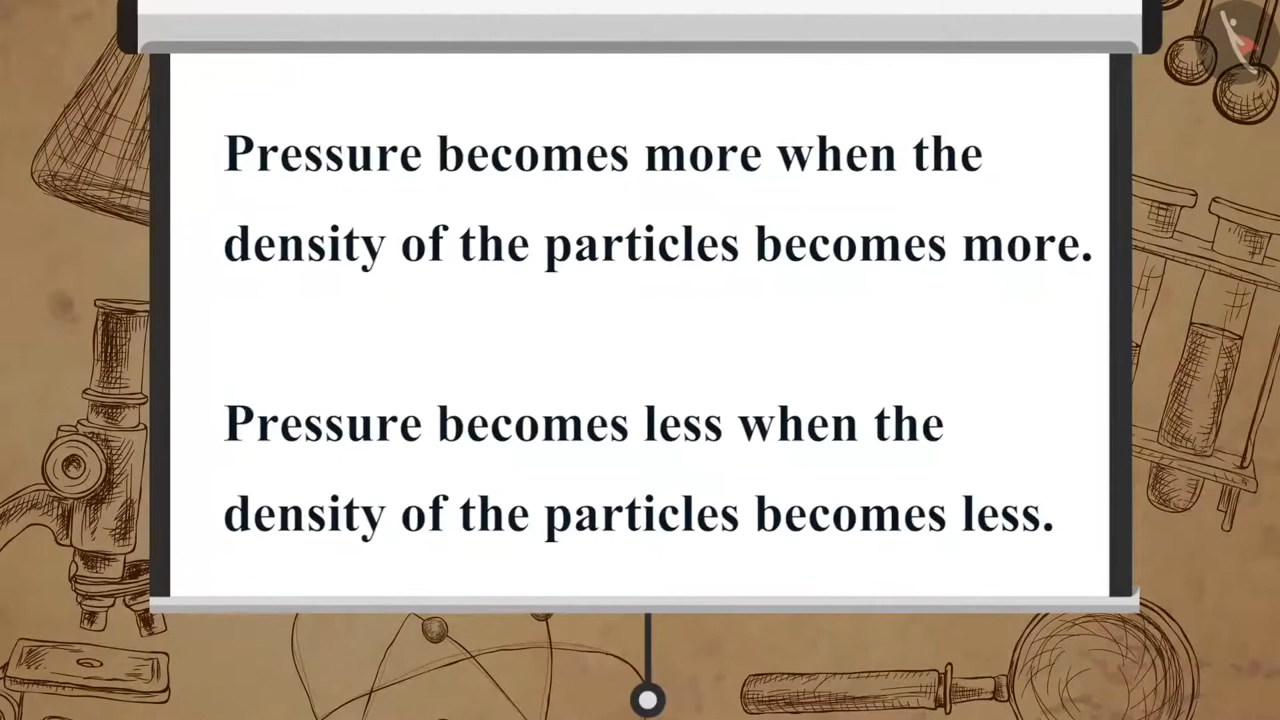 Pressure becomes more when the
density of the particles becomes more.
Pressure becomes less when the
density of the particles becomes less.